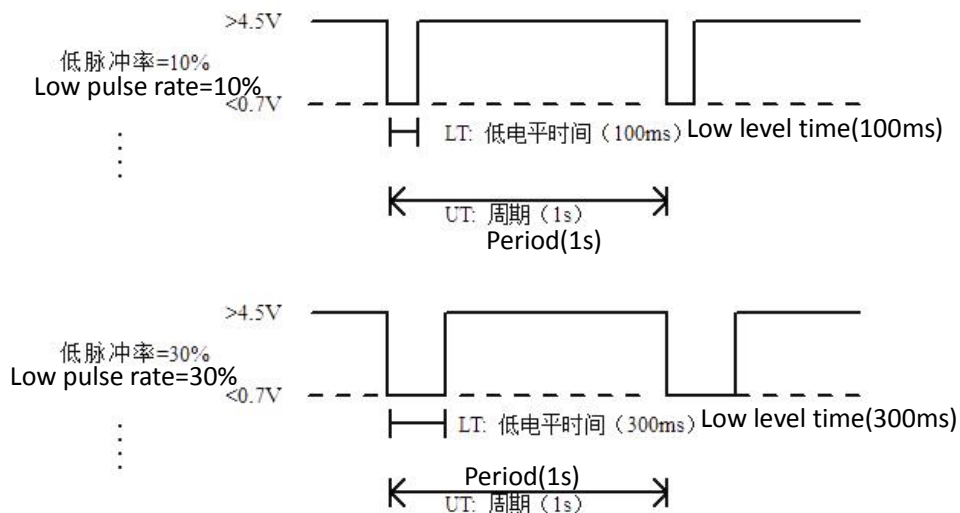 >4.5V
低脉冲率=10%
Low pulse rate=10%
<0.7V
LT: 低电平时间（100ms） Low level time(100ms)
UT: 周期（1s）
Period(1s)
>4.5V
低脉冲率=30%
Low pulse rate=30%
<0.7V
LT: 低电平时间（300ms） Low level time(300ms)
Period(1s)
UT: 周期（1s）